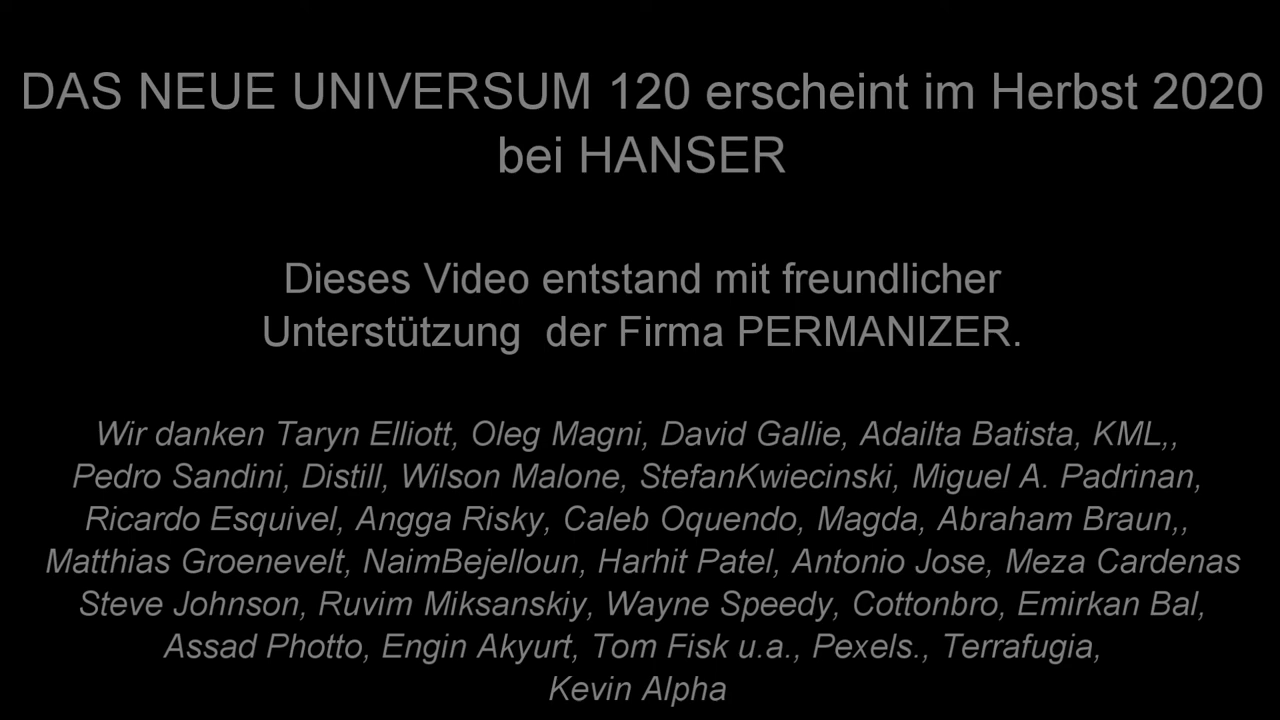 DAS NEUE UNIVERSUM 120 erscheint im Herbst 2020
bei HANSER
Dieses Video entstand mit freundlicher
Unterstützung  der Firma PERMANIZER.
Wir danken Taryn Elliott, Oleg Magni, David Gallie, Adailta Batista, KML,,
Pedro Sandini, Distill, Wilson Malone, StefanKwiecinski, Miguel A. Padrinan,
Ricardo Esquivel, Angga Risky, Caleb Oquendo, Magda, Abraham Braun,,
Matthias Groenevelt, NaimBejelloun, Harhit Patel, Antonio Jose, Meza Cardenas
Steve Johnson, Ruvim Miksanskiy, Wayne Speedy, Cottonbro, Emirkan Bal,
Assad Photto, Engin Akyurt, Tom Fisk u.a., Pexels., Terrafugia,
Kevin Alpha